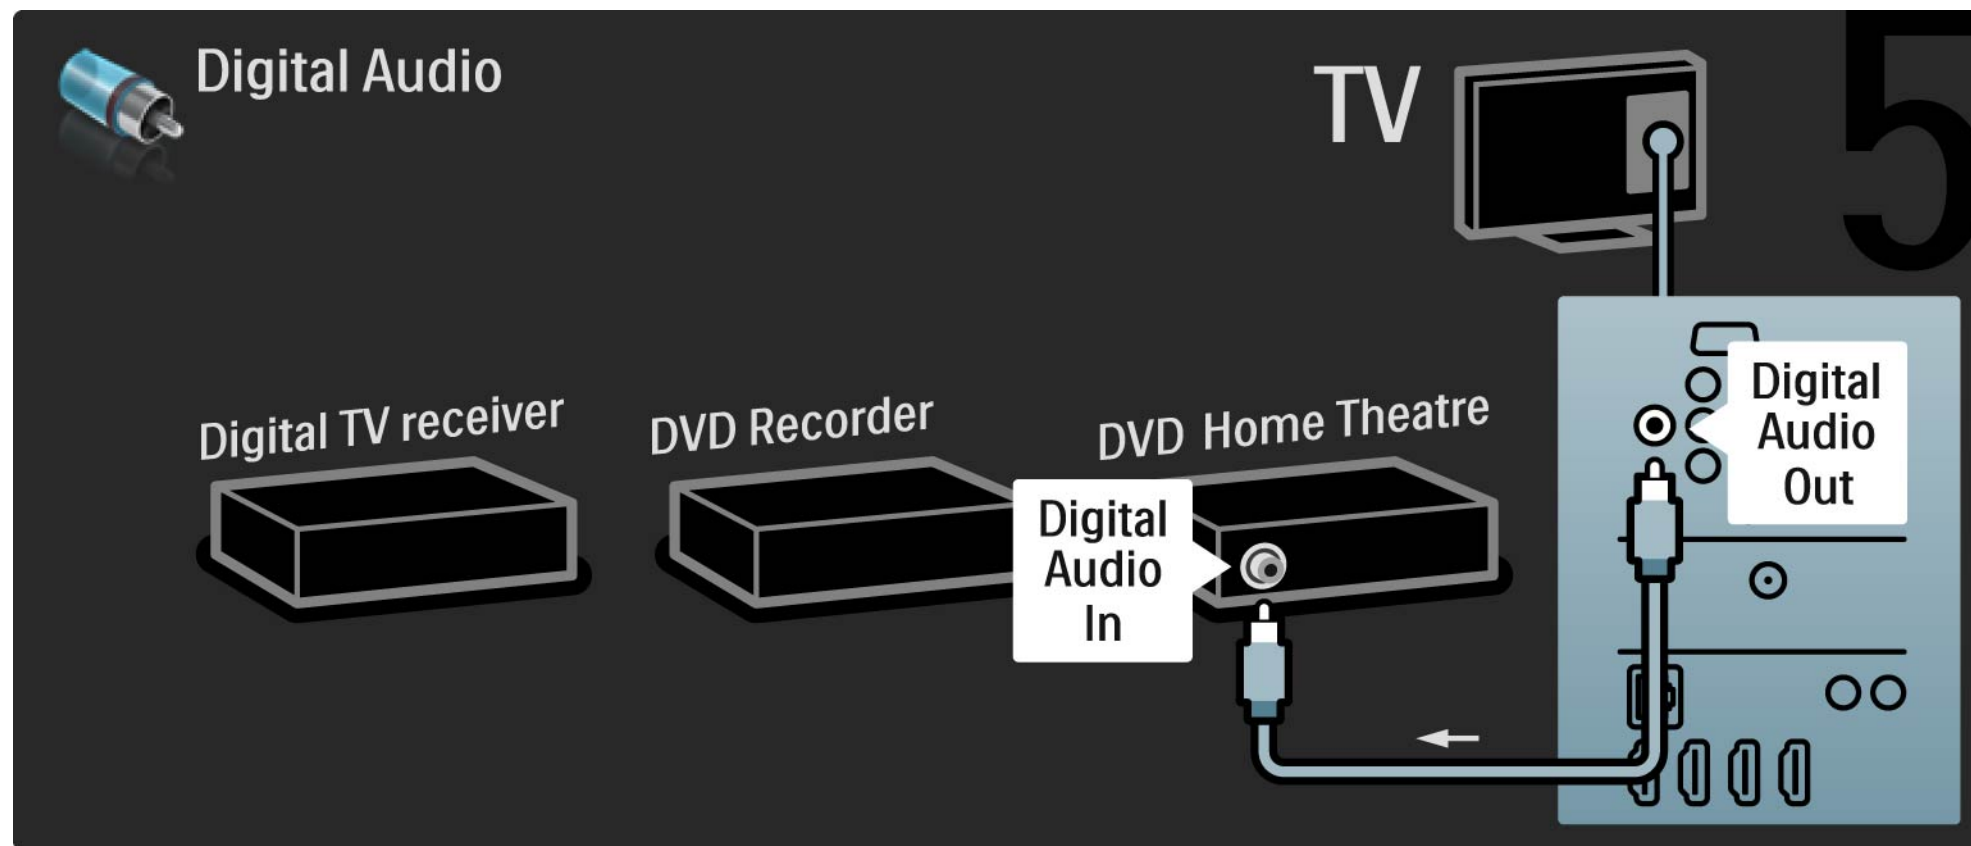 Digital Audio
TV
5
Digital TV receiver
DVD Recorder
DVD Home Theatre
Digital
Audio
In
Digital
Audio
Out